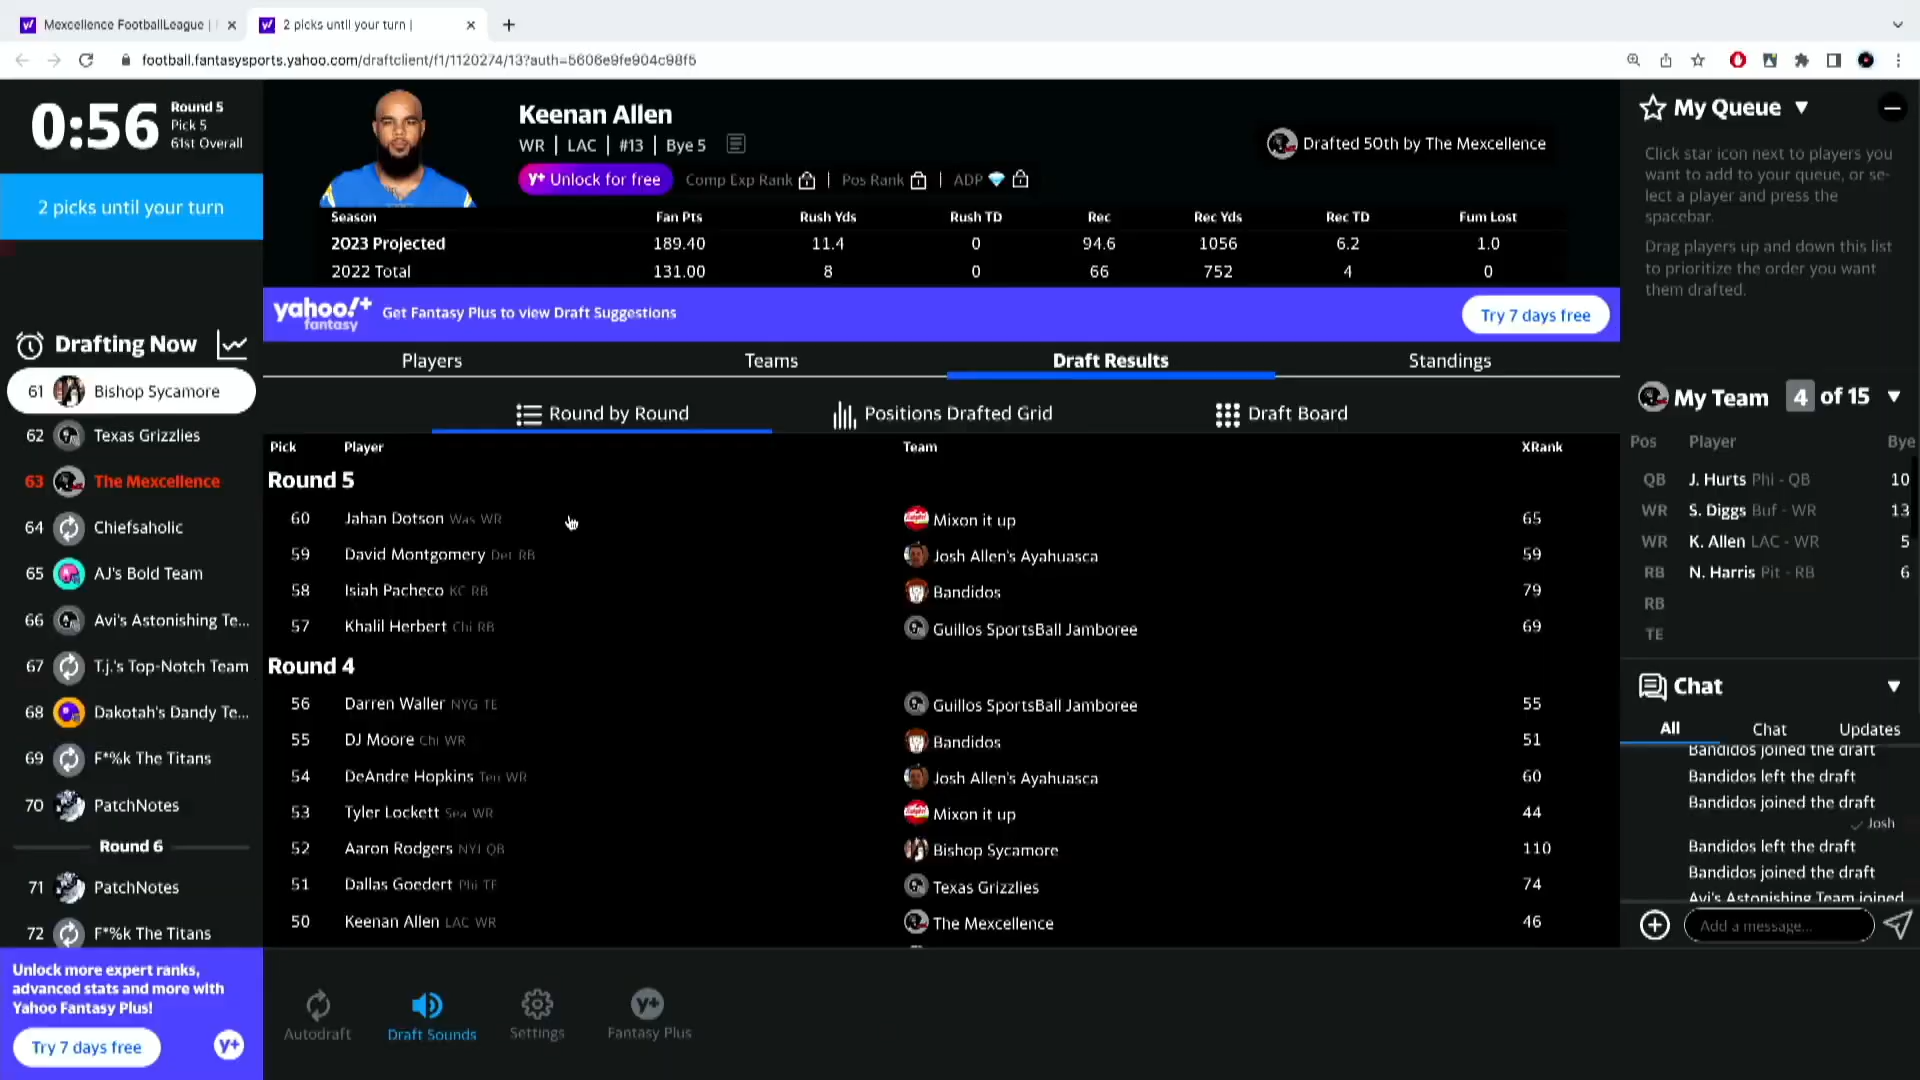 Mexcellence FootballLeague |
2 picks until your turn |
football.fantasysports.yahoo.com/draftclient/f1/1120274/13?auth=5606e9fe904c98f5
0:56
Round 5
Pick 5
61st Overall
2 picks until your turn
Drafting Now
61 Bishop Sycamore
62 Texas Grizzlies
63 The Mexcellence
64 Chiefsaholic
65 AJ's Bold Team
66 Avi's Astonishing Te...
67 T.j.'s Top-Notch Team
68 Dakotah's Dandy Te...
69 F*%k The Titans
70 PatchNotes
Round 6
71 PatchNotes
72 F*%k The Titans
Unlock more expert ranks,
advanced stats and more with
Yahoo Fantasy Plus!
Try 7 days free y+
Keenan Allen
WR | LAC | #13 | Bye 5
y+ Unlock for free Comp Exp Rank | Pos Rank | ADP
Drafted 50th by The Mexcellence
Season Fan Pts Rush Yds Rush TD Rec Rec Yds Rec TD Fum Lost
2023 Projected 189.40 11.4 0 94.6 1056 6.2 1.0
2022 Total 131.00 8 0 66 752 4 0
yahoo!+
fantasy
Get Fantasy Plus to view Draft Suggestions
Try 7 days free
Players Teams Draft Results Standings
Round by Round Positions Drafted Grid Draft Board
Pick Player Team XRank
Round 5
60 Jahan Dotson Was WR Mixon it up 65
59 David Montgomery Det RB Josh Allen's Ayahuasca 59
58 Isiah Pacheco KC RB Bandidos 79
57 Khalil Herbert Chi RB Guillos SportsBall Jamboree 69
Round 4
56 Darren Waller NYG TE Guillos SportsBall Jamboree 55
55 DJ Moore Chi WR Bandidos 51
54 DeAndre Hopkins Ten WR Josh Allen's Ayahuasca 60
53 Tyler Lockett Sea WR Mixon it up 44
52 Aaron Rodgers NYJ QB Bishop Sycamore 110
51 Dallas Goedert Phi TE Texas Grizzlies 74
50 Keenan Allen LAC WR The Mexcellence 46
Autodraft Draft Sounds Settings Fantasy Plus
y+
My Queue
Click star icon next to players you
want to add to your queue, or se-
lect a player and press the
spacebar.
Drag players up and down this list
to prioritize the order you want
them drafted.
My Team 4 of 15
Pos Player Bye
QB J. Hurts Phi - QB 10
WR S. Diggs Buf - WR 13
WR K. Allen LAC - WR 5
RB N. Harris Pit - RB 6
RB
TE
Chat
All Chat Updates
Bandidos joined the draft
Bandidos left the draft
Bandidos joined the draft
Josh
Bandidos left the draft
Bandidos joined the draft
Avi's Astonishing Team joined
Add a message...